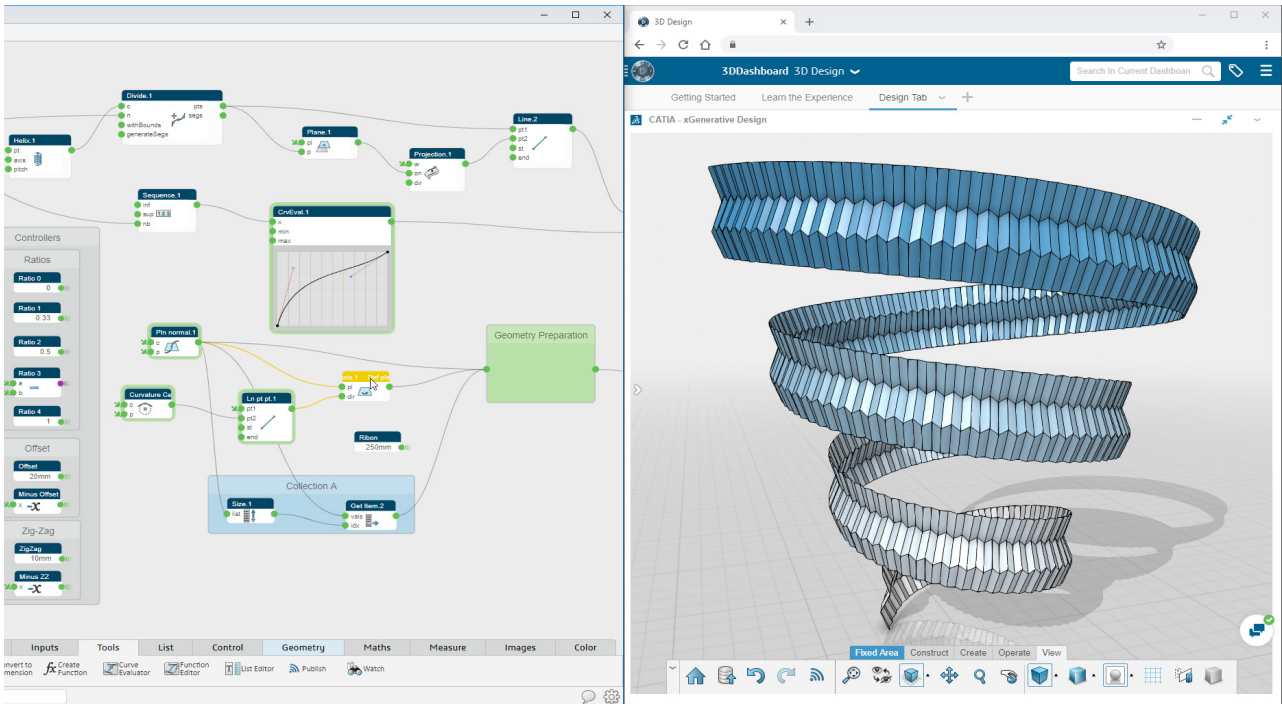 Divide.1
c
pts
n
segs
withBounds
generateSegs
Line.2
pt1
pt2
st
end
Plane.1
pl
p
Helix.1
pt
axis
pitch
Projection.1
w
on
dir
Sequence.1
inf
sup
123
nb
CrvEval.1
x
min
max
Controllers
Ratios
Ratio 0
0
Ratio 1
0.33
Ratio 2
0.5
Ratio 3
a
b
Ratio 4
1
Offset
Offset
20mm
Minus Offset
x
-x
Zig-Zag
ZigZag
10mm
Minus ZZ
x
-x
Pln normal.1
c
p
Geometry Preparation
pl
dir
Curvature Ce
c
p
Ln pt pt.1
pt1
pt2
st
end
Ribon
250mm
Collection A
Size.1
list
Get Item.2
vals
idx
Inputs Tools List Control Geometry Maths Measure Images Color
nvert to
mension
Create
Function
Curve
Evaluator
Function
Editor
List Editor
Publish
Watch
3D Design
3DDashboard 3D Design
Search In Current Dashboan
Getting Started Learn the Experience Design Tab
CATIA - xGenerative Design
Fixed Area Construct Create Operate View